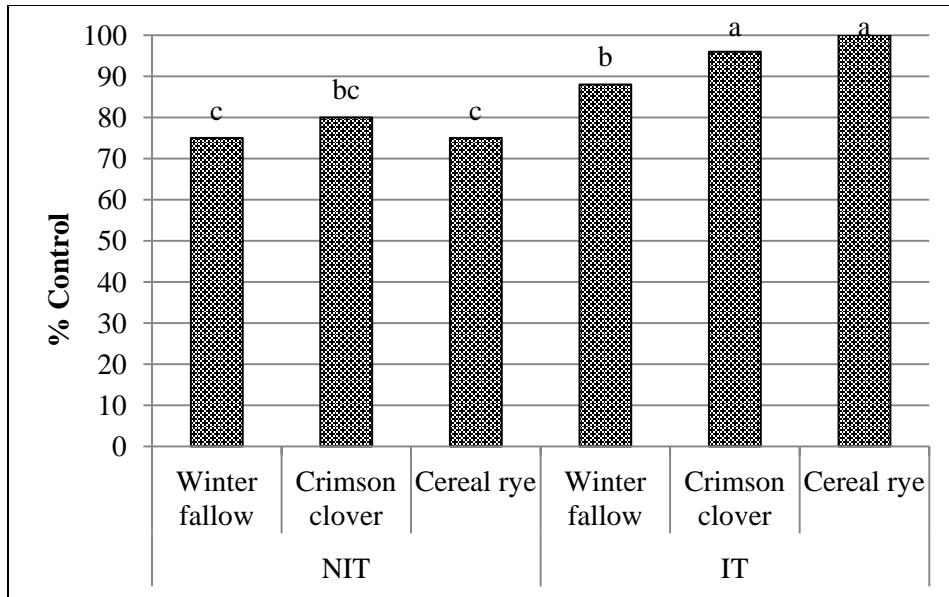 100
90
80
70
60
50
40
30
20
10
0
% Control
c
bc
c
b
a
a
Winter
fallow
Crimson
clover
Cereal rye
Winter
fallow
Crimson
clover
Cereal rye
NIT
IT